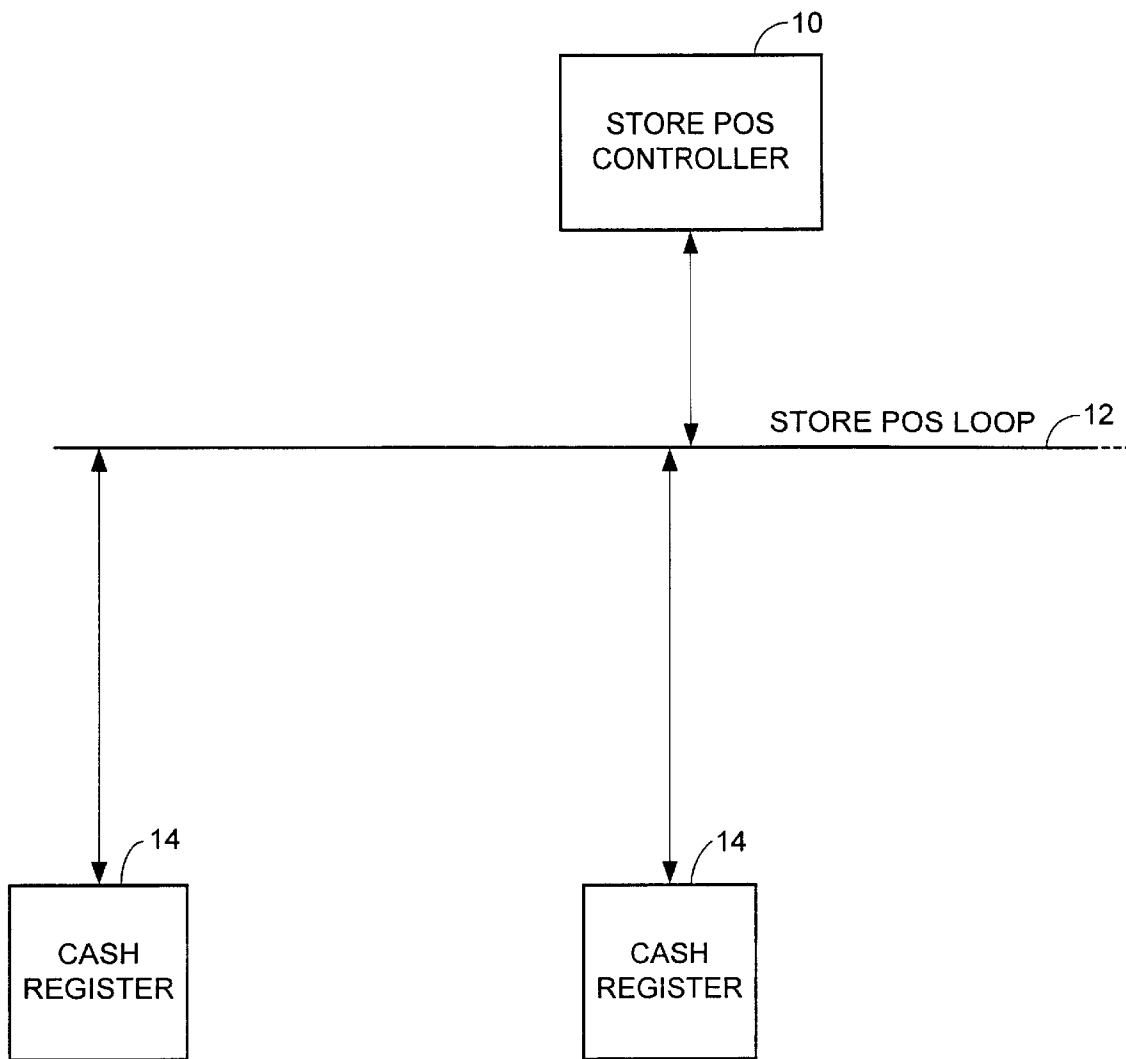 10
STORE POS
CONTROLLER
STORE POS LOOP
12
14
14
CASH
REGISTER
CASH
REGISTER